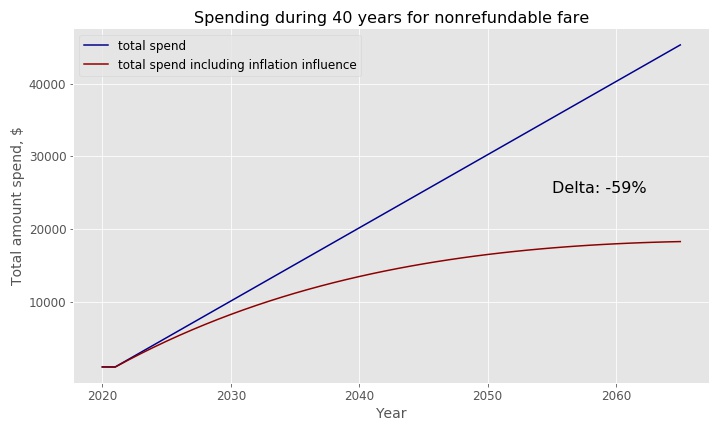 Spending during 40 years for nonrefundable fare
total spend
total spend including inflation influence
40000
30000
20000
10000
Total amount spend, $
Delta: -59%
2020
2030
2040
2050
2060
Year